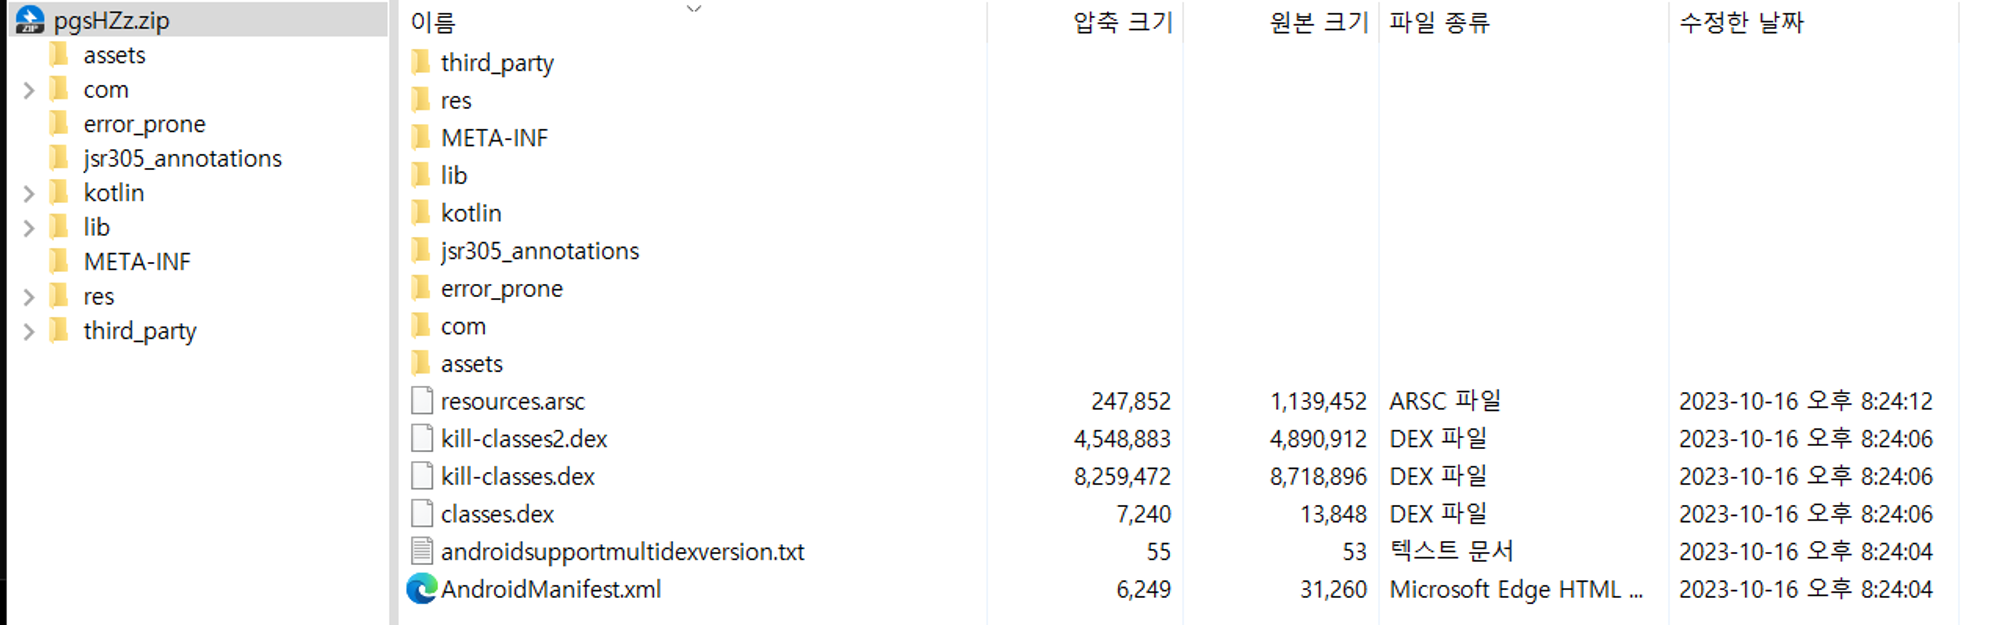 pgsHZz.zip
assets
com
error_prone
jsr305_annotations
kotlin
lib
META-INF
res
third_party
이름 압축 크기 원본 크기 파일 종류 수정한 날짜
third_party
res
META-INF
lib
kotlin
jsr305_annotations
error_prone
com
assets
resources.arsc 247,852 1,139,452 ARSC 파일 2023-10-16 오후 8:24:12
kill-classes2.dex 4,548,883 4,890,912 DEX 파일 2023-10-16 오후 8:24:06
kill-classes.dex 8,259,472 8,718,896 DEX 파일 2023-10-16 오후 8:24:06
classes.dex 7,240 13,848 DEX 파일 2023-10-16 오후 8:24:06
androidsupportmultidexversion.txt 55 53 텍스트 문서 2023-10-16 오후 8:24:04
AndroidManifest.xml 6,249 31,260 Microsoft Edge HTML ... 2023-10-16 오후 8:24:04